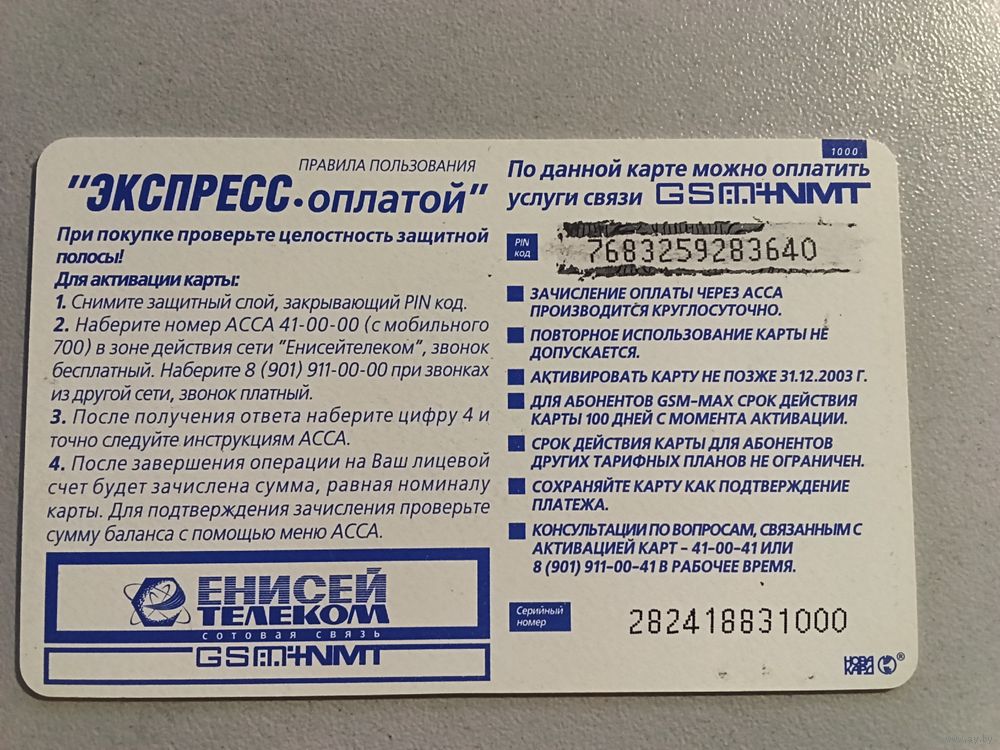 ПРАВИЛА ПОЛЬЗОВАНИЯ
"ЭКСПРЕСС•оплатой"
При покупке проверьте целостность защитной
полосы!
Для активации карты:
1. Снимите защитный слой, закрывающий PIN код.
2. Наберите номер АССА 41-00-00 (с мобильного
700) в зоне действия сети "Енисейтелеком", звонок
бесплатный. Наберите 8 (901) 911-00-00 при звонках
из другой сети, звонок платный.
3. После получения ответа наберите цифру 4 и
точно следуйте инструкциям АССА.
4. После завершения операции на Ваш лицевой
счет будет зачислена сумма, равная номиналу
карты. Для подтверждения зачисления проверьте
сумму баланса с помощью меню АССА.
ЕНИСЕЙ
ТЕЛЕКОМ
сотовая связь
GSM+NMT
1000
По данной карте можно оплатить
услуги связи GSM+NMT
PIN
код
7683259283640
ЗАЧИСЛЕНИЕ ОПЛАТЫ ЧЕРЕЗ АССА
ПРОИЗВОДИТСЯ КРУГЛОСУТОЧНО.
ПОВТОРНОЕ ИСПОЛЬЗОВАНИЕ КАРТЫ НЕ
ДОПУСКАЕТСЯ.
АКТИВИРОВАТЬ КАРТУ НЕ ПОЗЖЕ 31.12.2003 Г.
ДЛЯ АБОНЕНТОВ GSM-MAX СРОК ДЕЙСТВИЯ
КАРТЫ 100 ДНЕЙ С МОМЕНТА АКТИВАЦИИ.
СРОК ДЕЙСТВИЯ КАРТЫ ДЛЯ АБОНЕНТОВ
ДРУГИХ ТАРИФНЫХ ПЛАНОВ НЕ ОГРАНИЧЕН.
СОХРАНЯЙТЕ КАРТУ КАК ПОДТВЕРЖДЕНИЕ
ПЛАТЕЖА.
КОНСУЛЬТАЦИИ ПО ВОПРОСАМ, СВЯЗАННЫМ С
АКТИВАЦИЕЙ КАРТ - 41-00-41 ИЛИ
8 (901) 911-00-41 В РАБОЧЕЕ ВРЕМЯ.
Серийный
номер
282418831000
НОВА
КАРД ®
www.ay.by